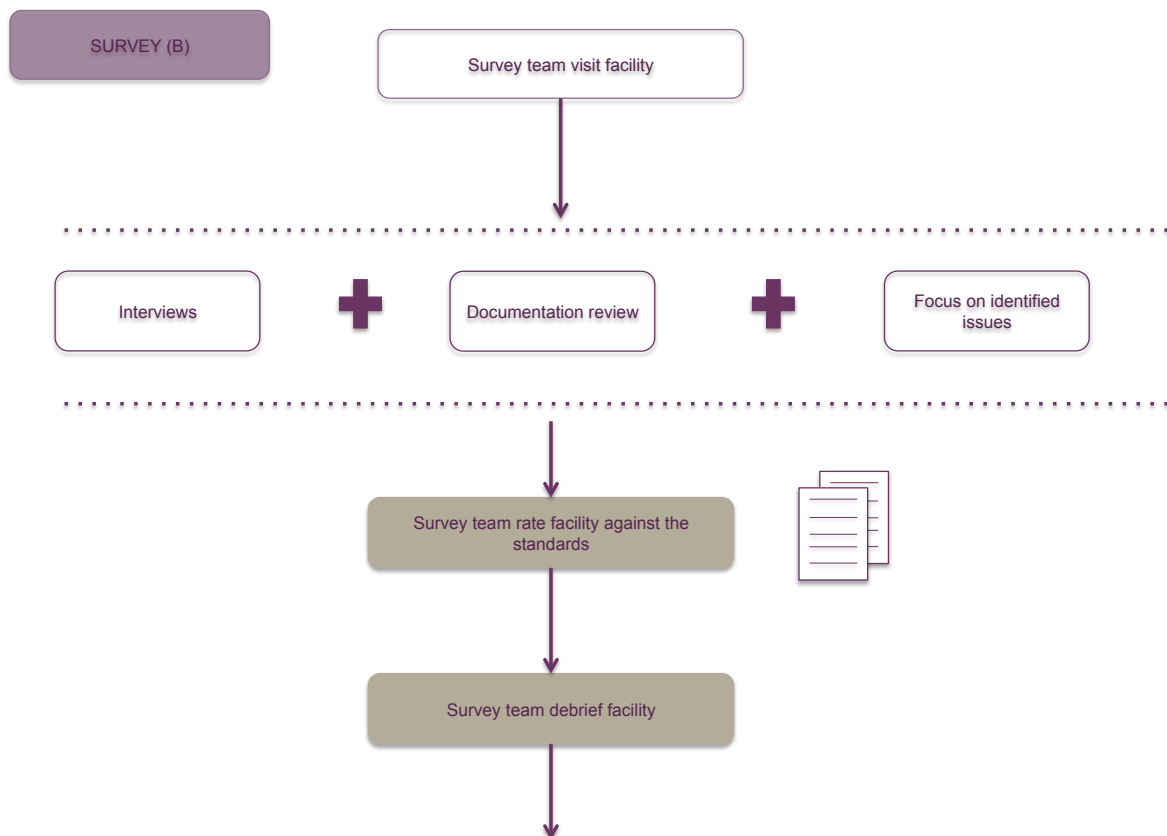 SURVEY (B)
Survey team visit facility
Interviews
Documentation review
Focus on identified
issues
Survey team rate facility against the
standards
Survey team debrief facility